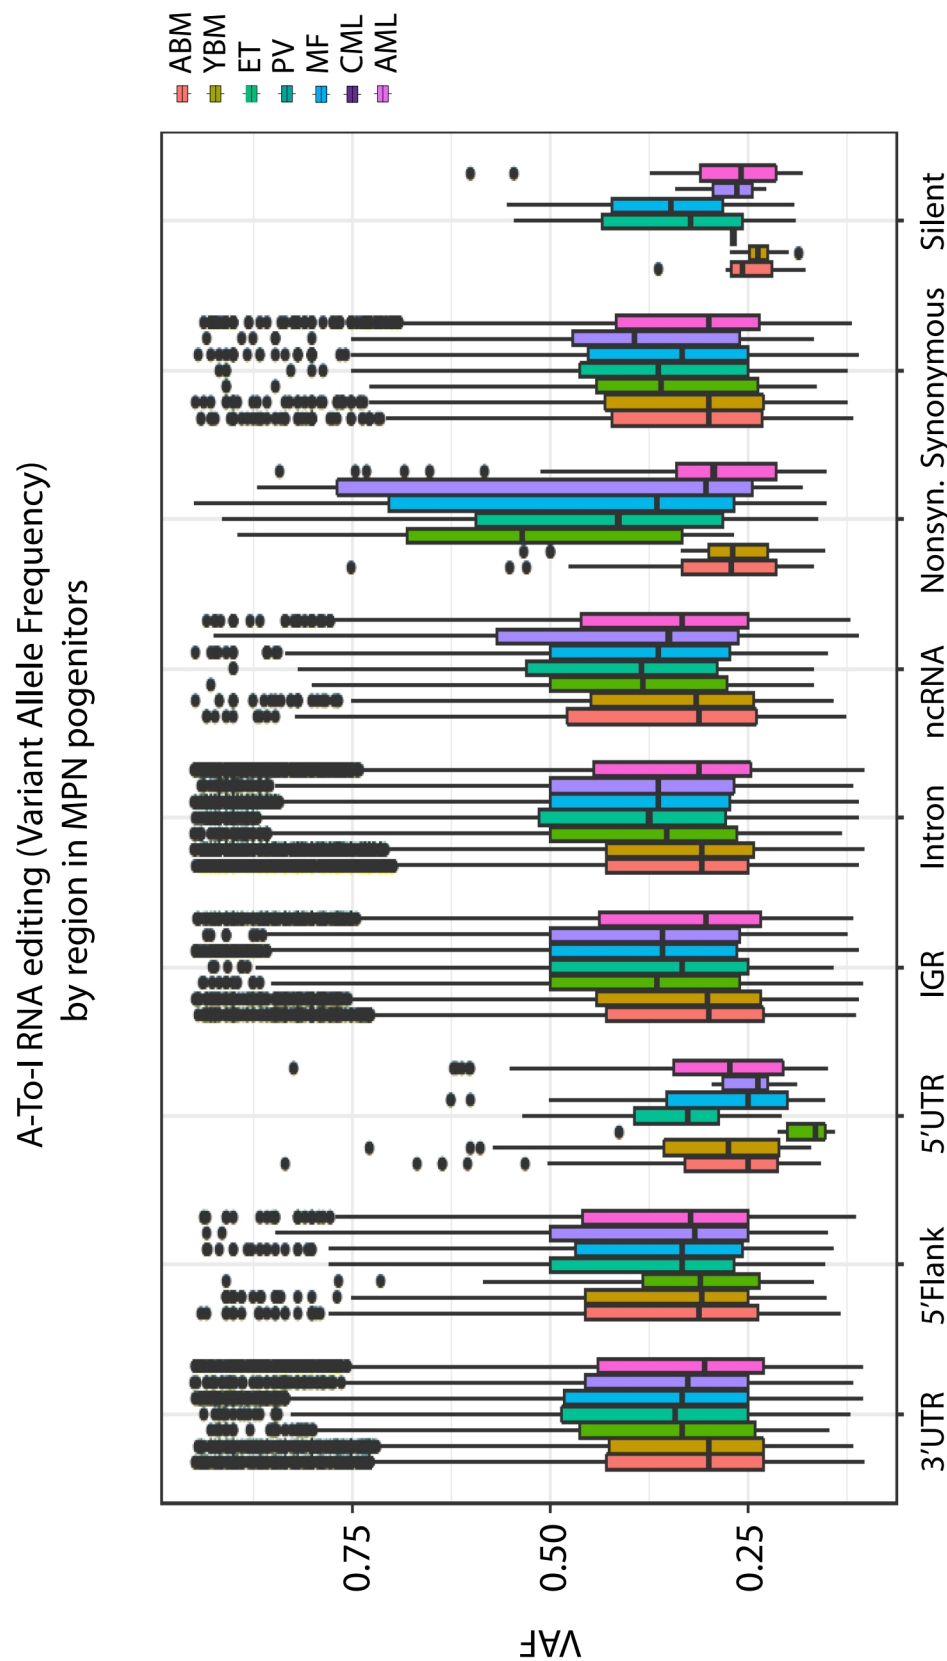 A-To-I RNA editing (Variant Allele Frequency)
by region in MPN pogenitors
VAF
0.75
0.50
0.25
3'UTR 5'Flank 5'UTR IGR Intron ncRNA Nonsyn. Synonymous Silent
ABM
YBM
ET
PV
MF
CML
AML